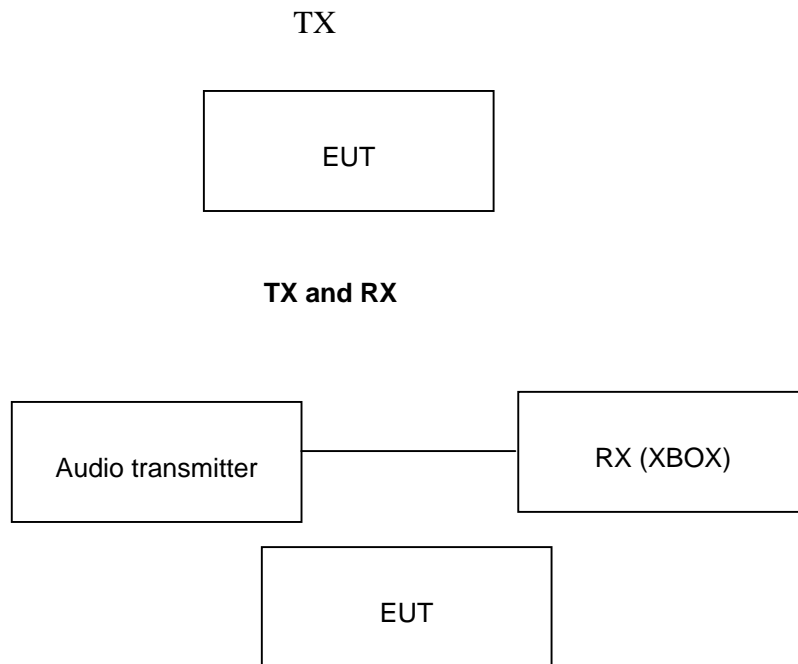 TX
EUT
TX and RX
Audio transmitter
RX (XBOX)
EUT